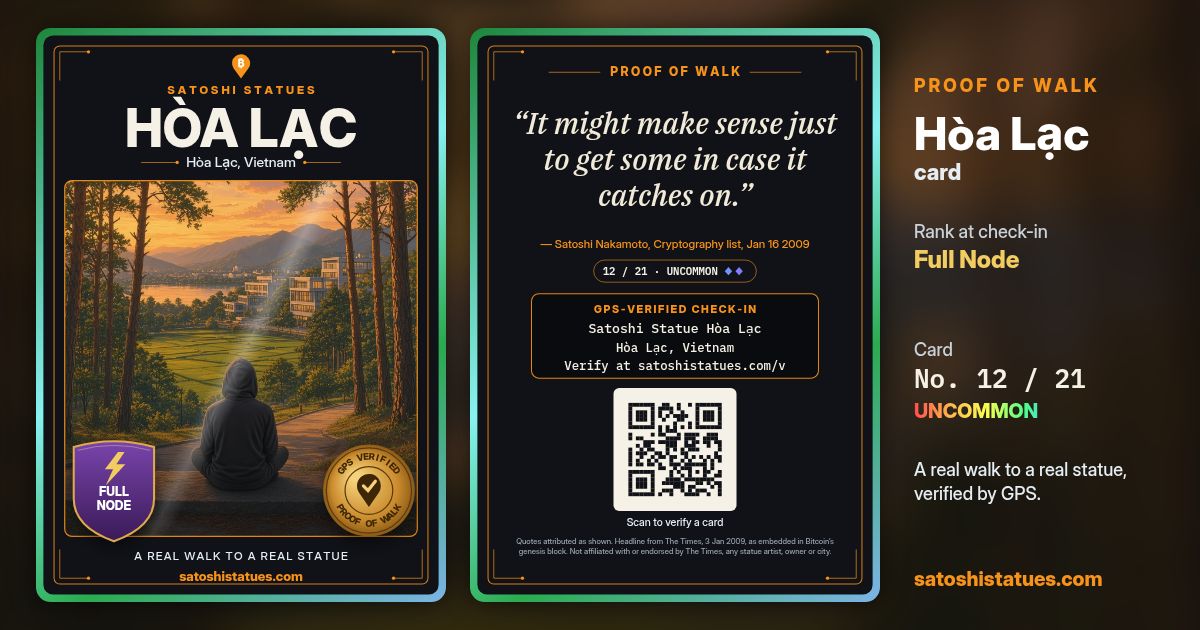 SATOSHI STATUES
HÒA LẠC
Hòa Lạc, Vietnam
FULL
NODE
GPS VERIFIED
PROOF OF WALK
A REAL WALK TO A REAL STATUE
satoshistatues.com
PROOF OF WALK
“It might make sense just
to get some in case it
catches on.”
— Satoshi Nakamoto, Cryptography list, Jan 16 2009
12 / 21 · UNCOMMON
GPS-VERIFIED CHECK-IN
Satoshi Statue Hòa Lạc
Hòa Lạc, Vietnam
Verify at satoshistatues.com/v
Scan to verify a card
Quotes attributed as shown. Headline from The Times, 3 Jan 2009, as embedded in Bitcoin's
genesis block. Not affiliated with or endorsed by The Times, any statue artist, owner or city.
PROOF OF WALK
Hòa Lạc
card
Rank at check-in
Full Node
Card
No. 12 / 21
UNCOMMON
A real walk to a real statue,
verified by GPS.
satoshistatues.com